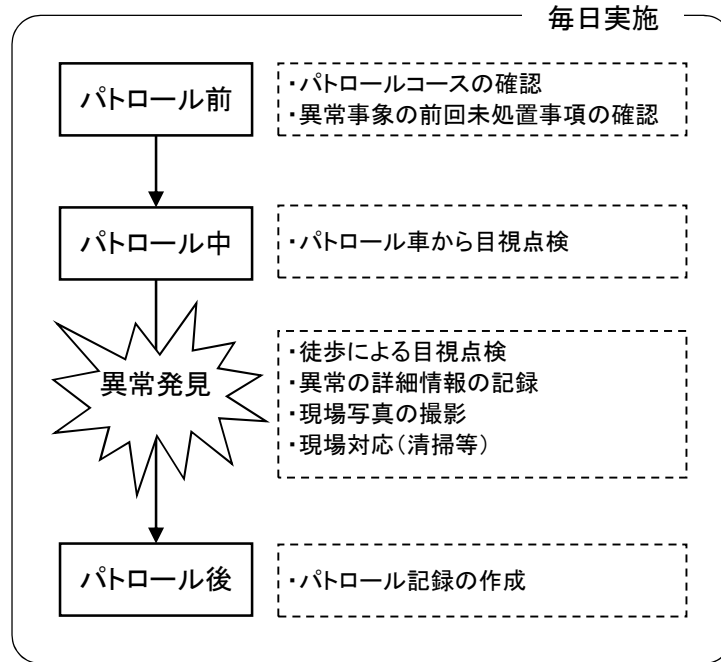 毎日実施
パトロール前
・パトロールコースの確認
・異常事象の前回未処置事項の確認
パトロール中
・パトロール車から目視点検
異常発見
・徒歩による目視点検
・異常の詳細情報の記録
・現場写真の撮影
・現場対応（清掃等）
パトロール後
・パトロール記録の作成